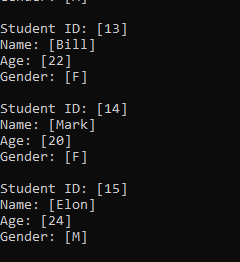 Student ID: [13]
Name: [Bill]
Age: [22]
Gender: [F]
Student ID: [14]
Name: [Mark]
Age: [20]
Gender: [F]
Student ID: [15]
Name: [Elon]
Age: [24]
Gender: [M]